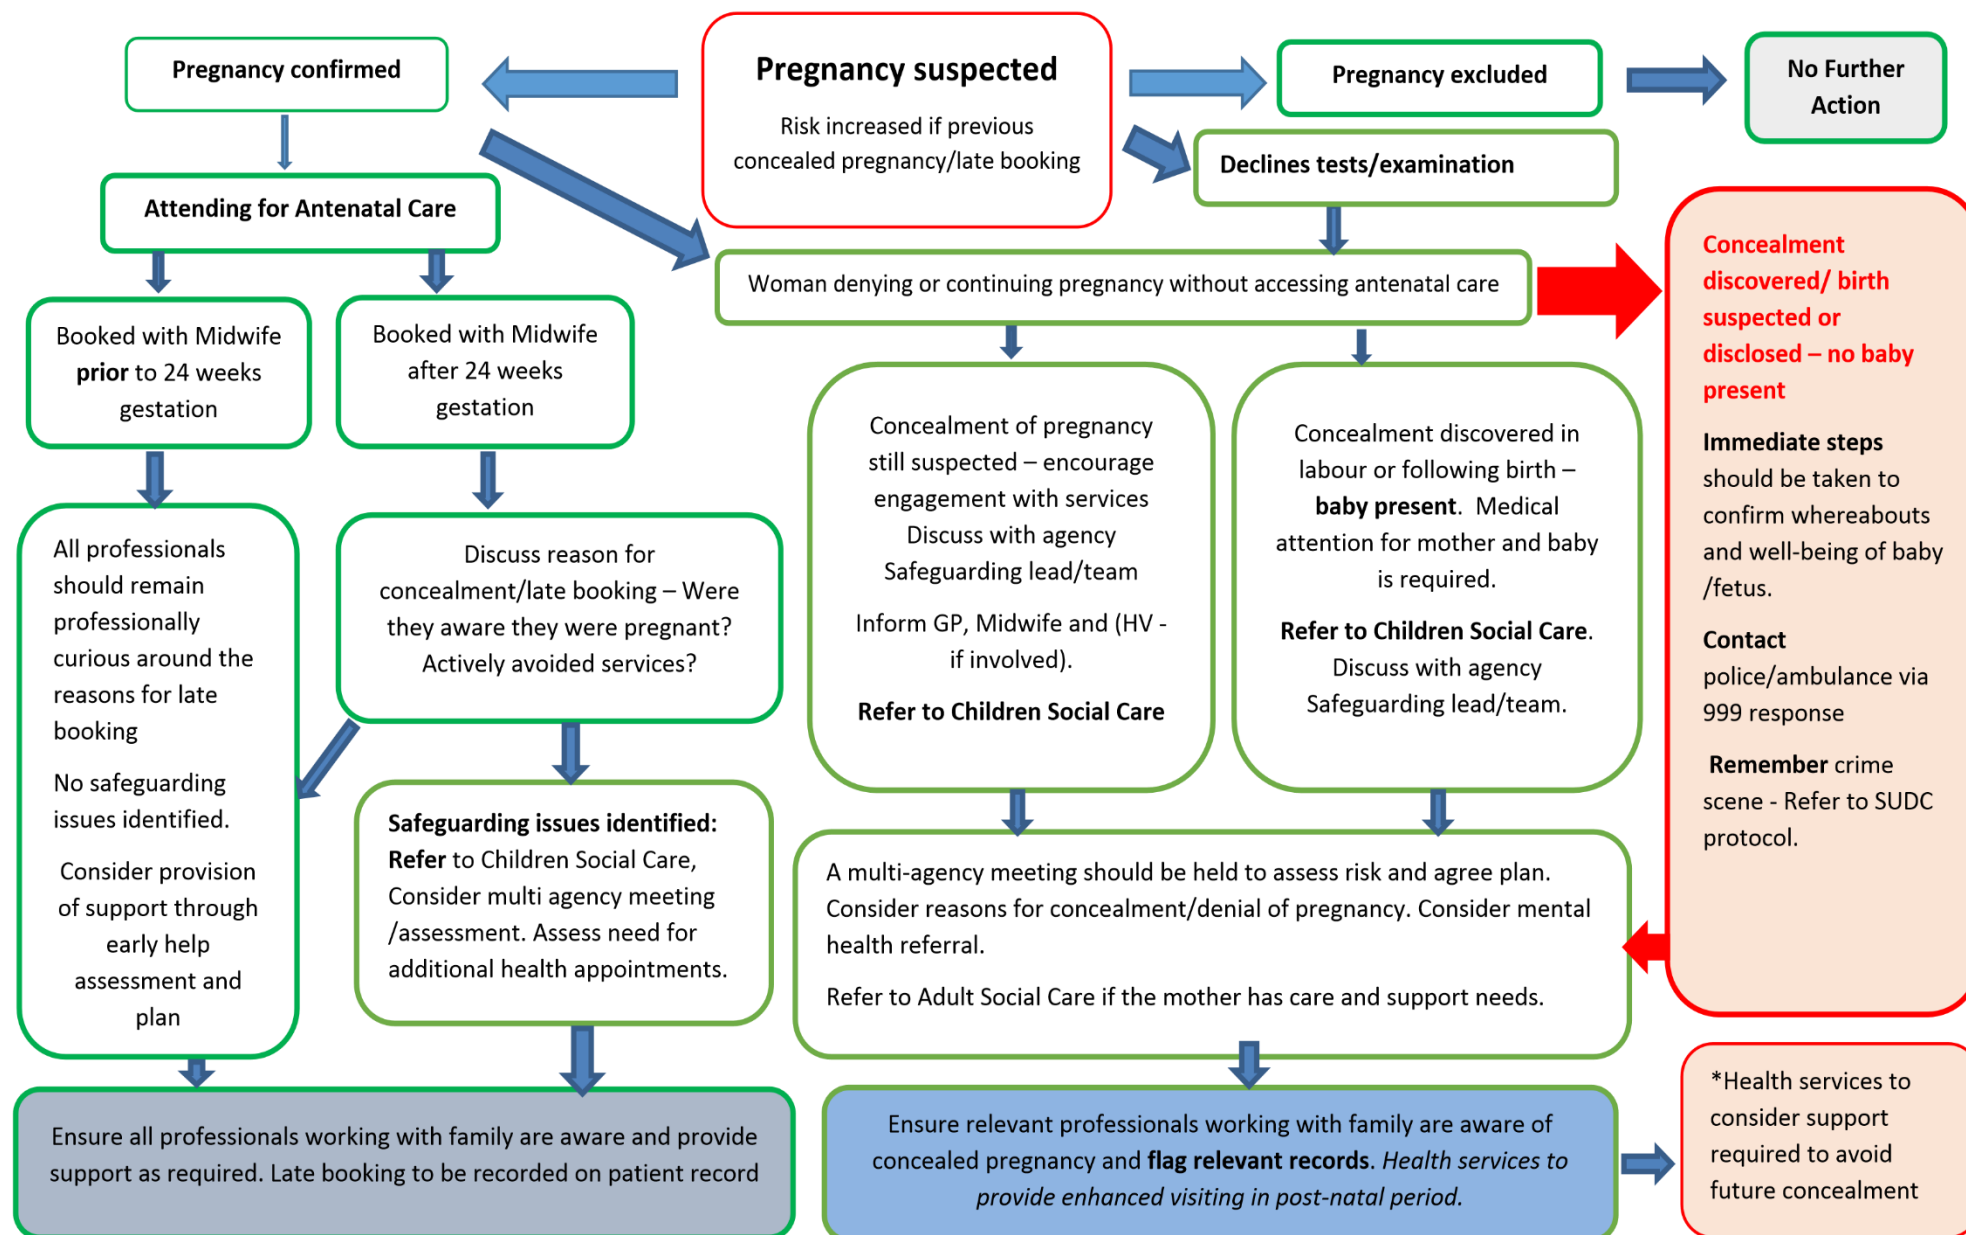 Pregnancy confirmed
Pregnancy suspected
Risk increased if previous
concealed pregnancy/late booking
Pregnancy excluded
No Further
Action
Declines tests/examination
Attending for Antenatal Care
Woman denying or continuing pregnancy without accessing antenatal care
Booked with Midwife
prior to 24 weeks
gestation
Booked with Midwife
after 24 weeks
gestation
All professionals
should remain
professionally
curious around the
reasons for late
booking
No safeguarding
issues identified.
Consider provision
of support through
early help
assessment and
plan
Discuss reason for
concealment/late booking – Were
they aware they were pregnant?
Actively avoided services?
Safeguarding issues identified:
Refer to Children Social Care,
Consider multi agency meeting
/assessment. Assess need for
additional health appointments.
Concealment of pregnancy
still suspected – encourage
engagement with services
Discuss with agency
Safeguarding lead/team
Inform GP, Midwife and (HV -
if involved).
Refer to Children Social Care
Concealment discovered in
labour or following birth –
baby present. Medical
attention for mother and baby
is required.
Refer to Children Social Care.
Discuss with agency
Safeguarding lead/team.
Concealment
discovered/ birth
suspected or
disclosed – no baby
present
Immediate steps
should be taken to
confirm whereabouts
and well-being of baby
/fetus.
Contact
police/ambulance via
999 response
Remember crime
scene - Refer to SUDC
protocol.
A multi-agency meeting should be held to assess risk and agree plan.
Consider reasons for concealment/denial of pregnancy. Consider mental
health referral.
Refer to Adult Social Care if the mother has care and support needs.
Ensure all professionals working with family are aware and provide
support as required. Late booking to be recorded on patient record
Ensure relevant professionals working with family are aware of
concealed pregnancy and flag relevant records. Health services to
provide enhanced visiting in post-natal period.
*Health services to
consider support
required to avoid
future concealment